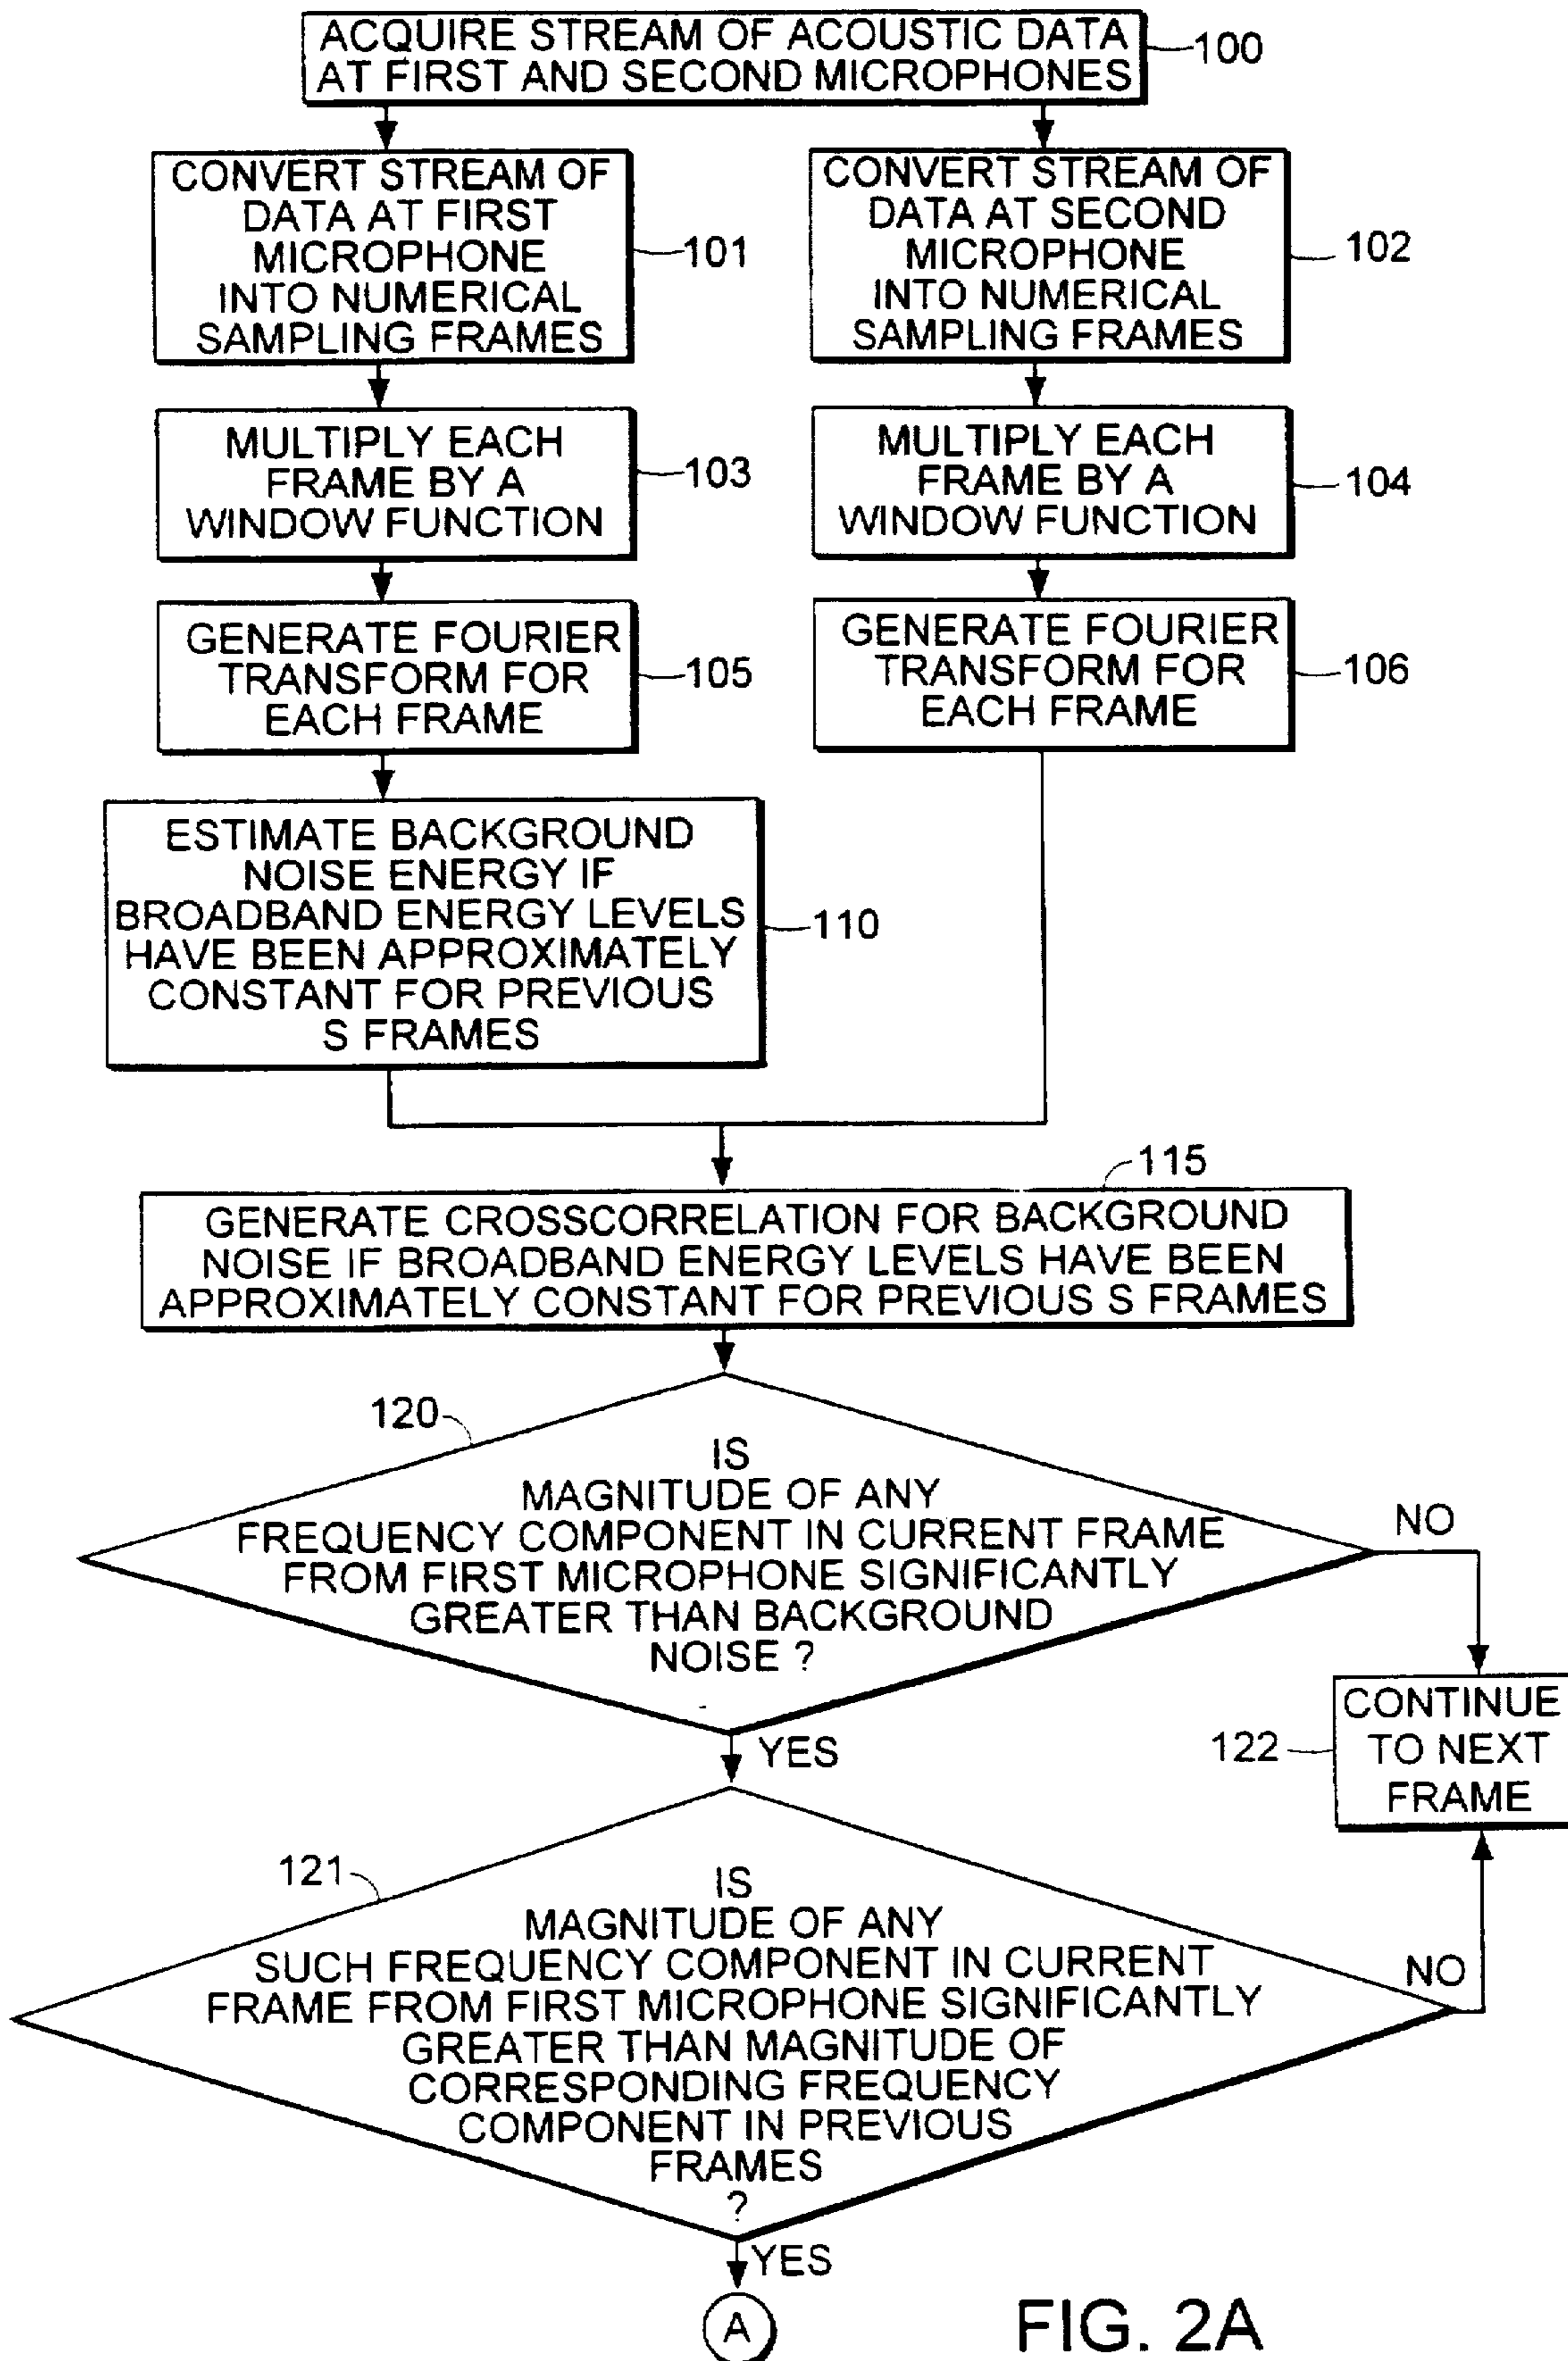 ACQUIRE STREAM OF ACOUSTIC DATA
AT FIRST AND SECOND MICROPHONES
100
CONVERT STREAM OF
DATA AT FIRST
MICROPHONE
INTO NUMERICAL
SAMPLING FRAMES
101
CONVERT STREAM OF
DATA AT SECOND
MICROPHONE
INTO NUMERICAL
SAMPLING FRAMES
102
MULTIPLY EACH
FRAME BY A
WINDOW FUNCTION
103
MULTIPLY EACH
FRAME BY A
WINDOW FUNCTION
104
GENERATE FOURIER
TRANSFORM FOR
EACH FRAME
105
GENERATE FOURIER
TRANSFORM FOR
EACH FRAME
106
ESTIMATE BACKGROUND
NOISE ENERGY IF
BROADBAND ENERGY LEVELS
HAVE BEEN APPROXIMATELY
CONSTANT FOR PREVIOUS
S FRAMES
110
115
GENERATE CROSSCORRELATION FOR BACKGROUND
NOISE IF BROADBAND ENERGY LEVELS HAVE BEEN
APPROXIMATELY CONSTANT FOR PREVIOUS S FRAMES
120
IS
MAGNITUDE OF ANY
FREQUENCY COMPONENT IN CURRENT FRAME
FROM FIRST MICROPHONE SIGNIFICANTLY
GREATER THAN BACKGROUND
NOISE ?
NO
YES
122
CONTINUE
TO NEXT
FRAME
121
IS
MAGNITUDE OF ANY
SUCH FREQUENCY COMPONENT IN CURRENT
FRAME FROM FIRST MICROPHONE SIGNIFICANTLY
GREATER THAN MAGNITUDE OF
CORRESPONDING FREQUENCY
COMPONENT IN PREVIOUS
FRAMES
?
NO
YES
A
FIG. 2A